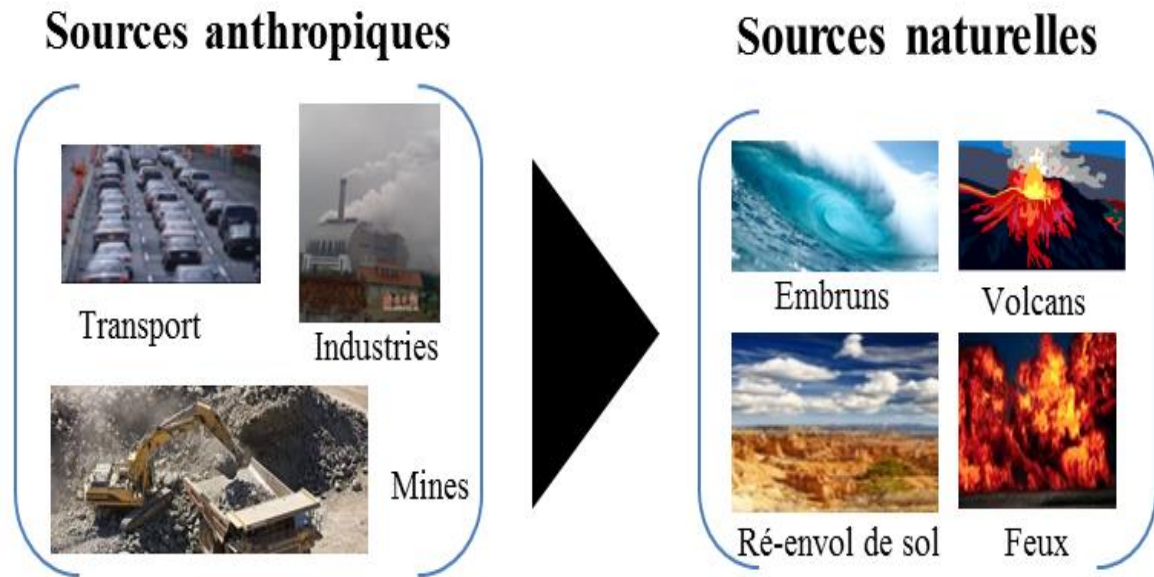 Sources anthropiques
Transport
Industries
Mines
Sources naturelles
Embruns
Volcans
Ré-envol de sol
Feux